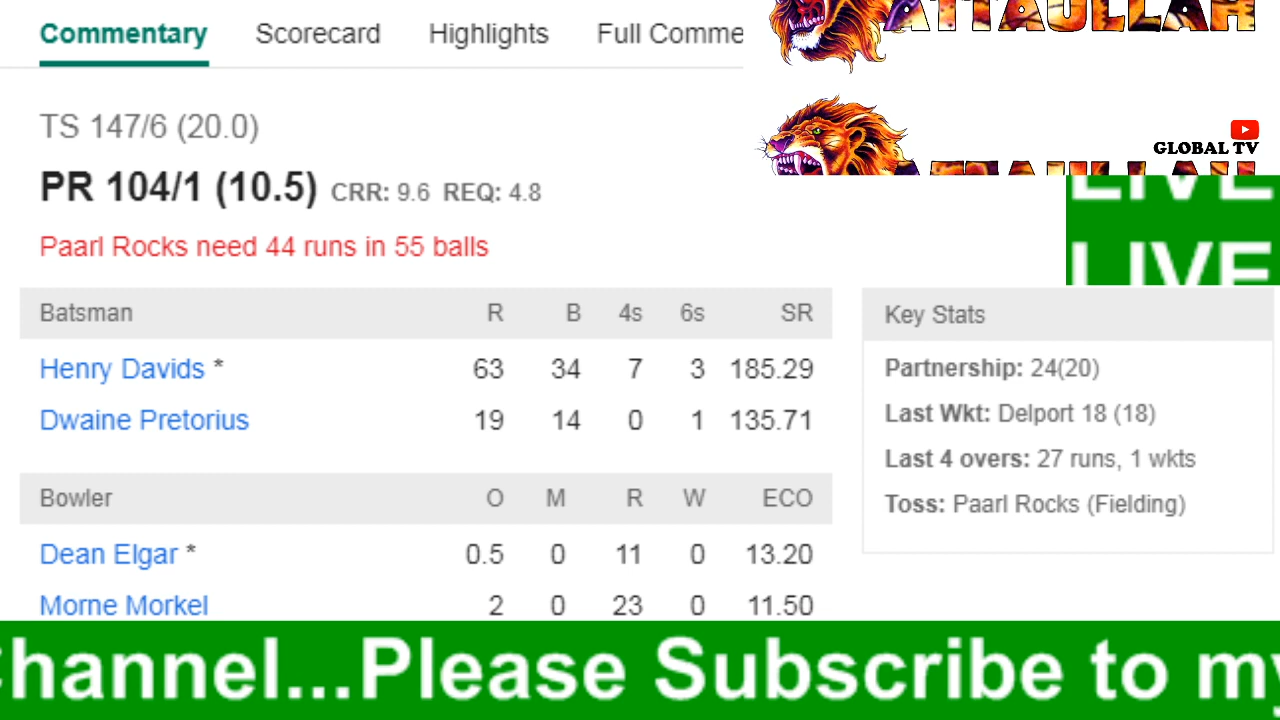 Commentary Scorecard Highlights Full Comme
ATTAULLAH
TS 147/6 (20.0)
GLOBAL TV
ATTAULLAH
PR 104/1 (10.5) CRR: 9.6 REQ: 4.8
LIVE
Paarl Rocks need 44 runs in 55 balls
LIVE
Batsman R B 4s 6s SR
Henry Davids * 63 34 7 3 185.29
Dwaine Pretorius 19 14 0 1 135.71
Bowler O M R W ECO
Dean Elgar * 0.5 0 11 0 13.20
Morne Morkel 2 0 23 0 11.50
Key Stats
Partnership: 24(20)
Last Wkt: Delport 18 (18)
Last 4 overs: 27 runs, 1 wkts
Toss: Paarl Rocks (Fielding)
Channel...Please Subscribe to my